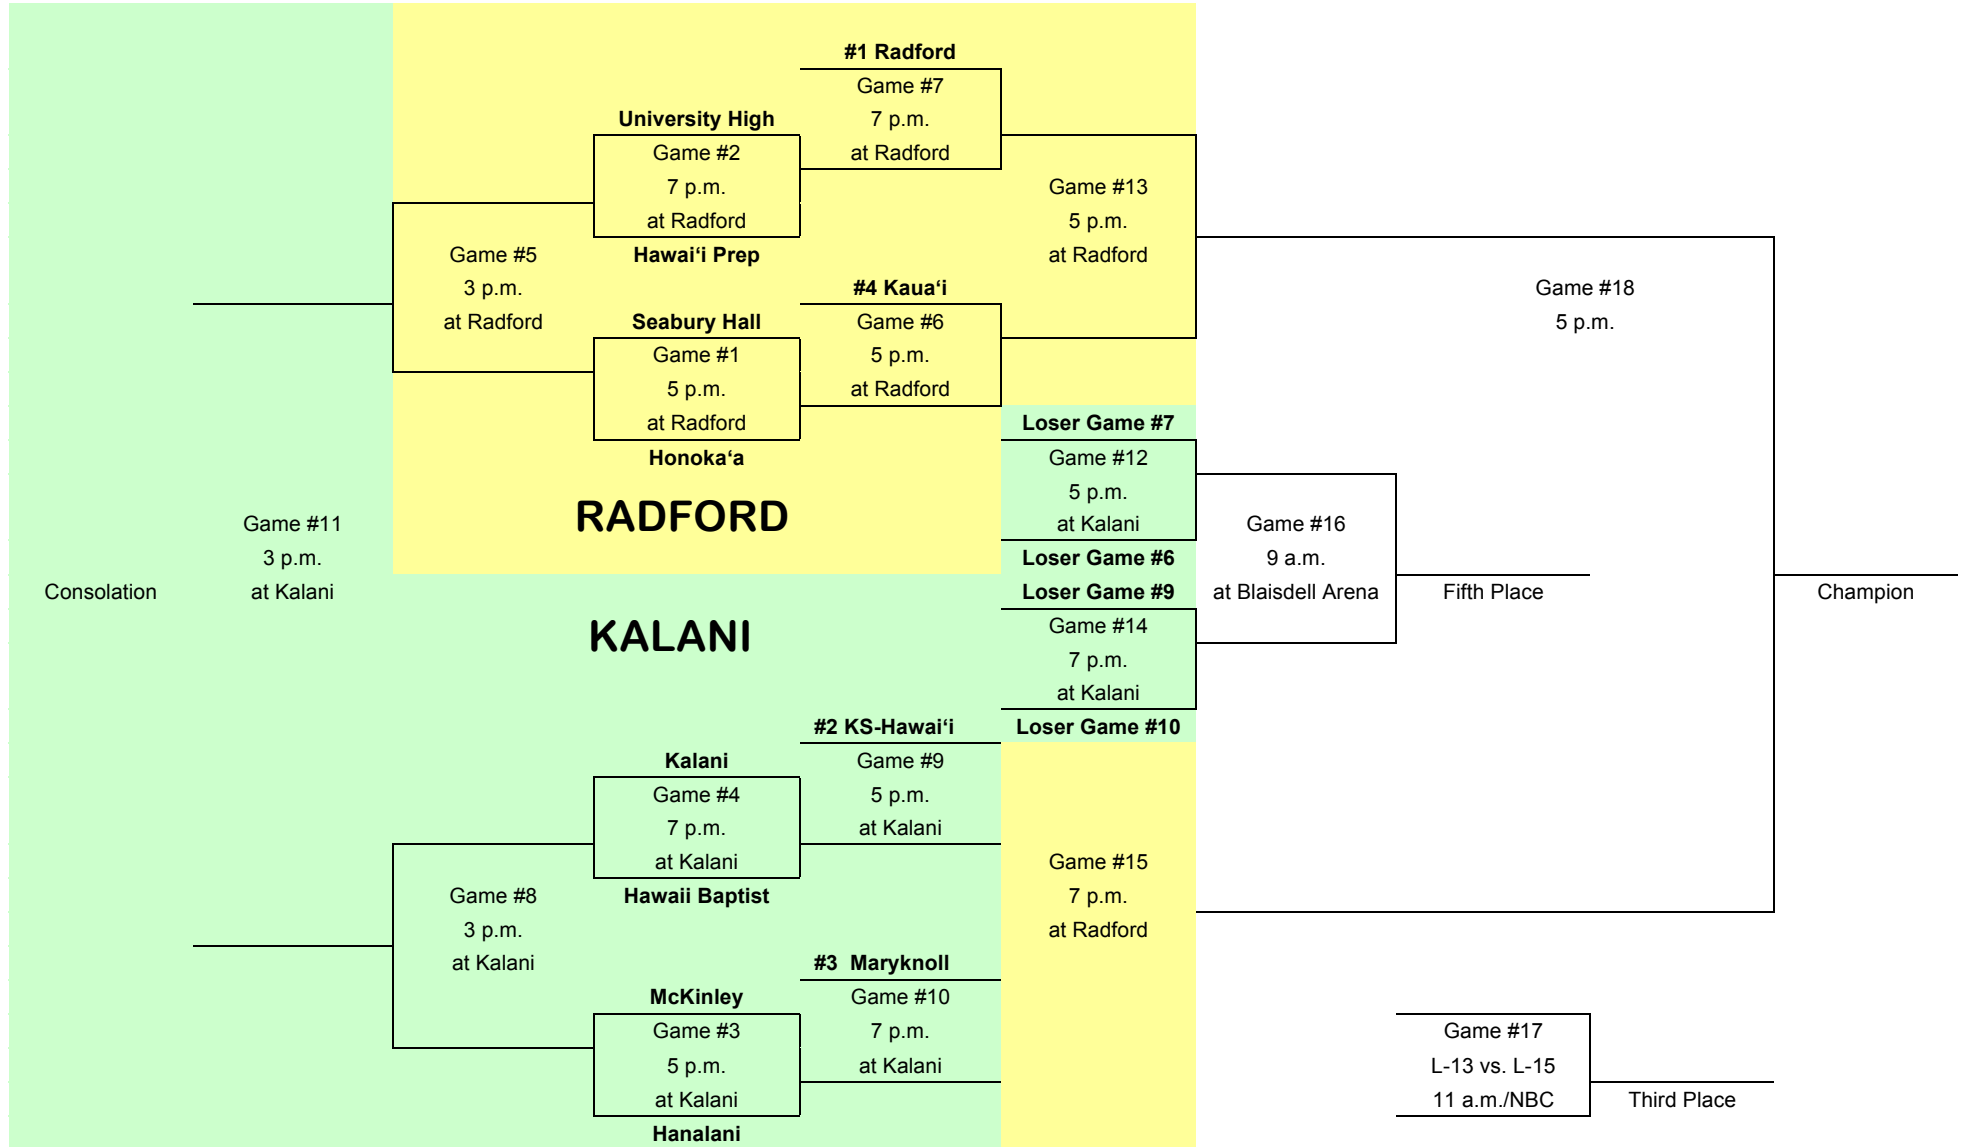 #1 Radford
Game #7
7 p.m.
at Radford
University High
Game #2
7 p.m.
at Radford
Hawai‘i Prep
Game #13
5 p.m.
at Radford
Game #5
3 p.m.
at Radford
#4 Kaua‘i
Game #6
5 p.m.
at Radford
Seabury Hall
Game #1
5 p.m.
at Radford
Honoka‘a
Game #18
5 p.m.
Loser Game #7
Game #12
5 p.m.
at Kalani
Loser Game #6
RADFORD
Game #11
3 p.m.
at Kalani
Consolation
KALANI
Loser Game #9
Game #14
7 p.m.
at Kalani
Loser Game #10
Game #16
9 a.m.
at Blaisdell Arena
Fifth Place
Champion
#2 KS-Hawai‘i
Game #9
5 p.m.
at Kalani
Kalani
Game #4
7 p.m.
at Kalani
Hawaii Baptist
Game #15
7 p.m.
at Radford
Game #8
3 p.m.
at Kalani
#3 Maryknoll
Game #10
7 p.m.
at Kalani
McKinley
Game #3
5 p.m.
at Kalani
Hanalani
Game #17
L-13 vs. L-15
11 a.m./NBC
Third Place